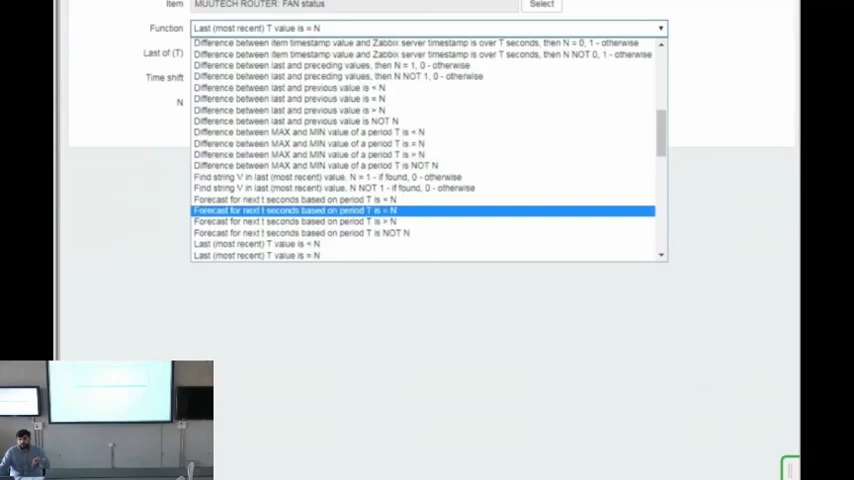 Item MUUTECH ROUTER: FAN status Select
Function Last (most recent) T value is = N
Difference between item timestamp value and Zabbix server timestamp is over T seconds, then N = 0, 1 - otherwise
Last of (T) Difference between item timestamp value and Zabbix server timestamp is over T seconds, then N NOT 0, 1 - otherwise
Difference between last and preceding values, then N = 1, 0 - otherwise
Time shift Difference between last and preceding values, then N NOT 1, 0 - otherwise
Difference between last and previous value is < N
N Difference between last and previous value is = N
Difference between last and previous value is > N
Difference between last and previous value is NOT N
Difference between MAX and MIN value of a period T is < N
Difference between MAX and MIN value of a period T is = N
Difference between MAX and MIN value of a period T is > N
Difference between MAX and MIN value of a period T is NOT N
Find string V in last (most recent) value. N = 1 - if found, 0 - otherwise
Find string V in last (most recent) value. N NOT 1 - if found, 0 - otherwise
Forecast for next t seconds based on period T is < N
Forecast for next t seconds based on period T is = N
Forecast for next t seconds based on period T is > N
Forecast for next t seconds based on period T is NOT N
Last (most recent) T value is < N
Last (most recent) T value is = N